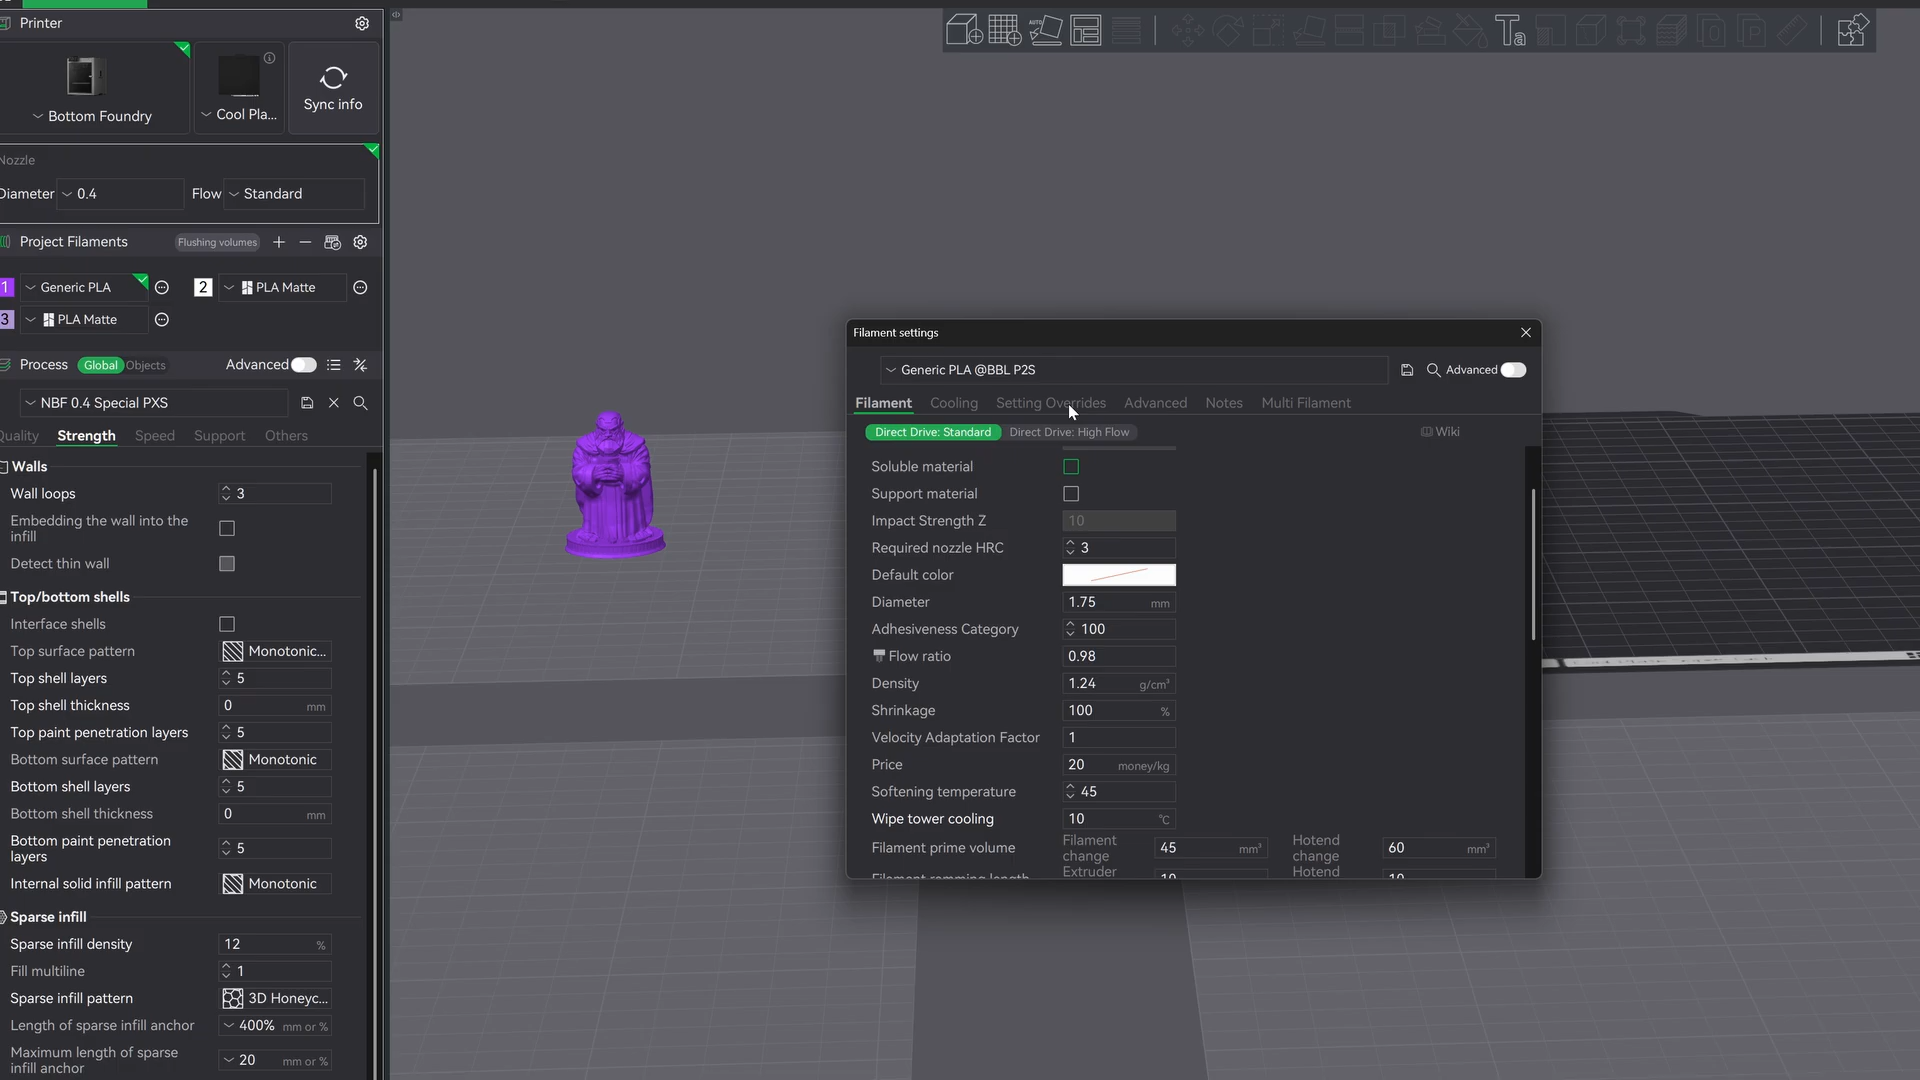 Printer
Bottom Foundry
Cool Pla...
Sync info
Nozzle
Diameter
0.4
Flow
Standard
Project Filaments
Flushing volumes
1
Generic PLA
2
PLA Matte
3
PLA Matte
Process
Global
Objects
Advanced
NBF 0.4 Special PXS
Quality
Strength
Speed
Support
Others
Walls
Wall loops
3
Embedding the wall into the
infill
Detect thin wall
Top/bottom shells
Interface shells
Top surface pattern
Monotonic...
Top shell layers
5
Top shell thickness
0 mm
Top paint penetration layers
5
Bottom surface pattern
Monotonic
Bottom shell layers
5
Bottom shell thickness
0 mm
Bottom paint penetration
layers
5
Internal solid infill pattern
Monotonic
Sparse infill
Sparse infill density
12 %
Fill multiline
1
Sparse infill pattern
3D Honeyc...
Length of sparse infill anchor
400% mm or %
Maximum length of sparse
infill anchor
20 mm or %
AUTO
Ta
Filament settings
Generic PLA @BBL P2S
Advanced
Filament
Cooling
Setting Overrides
Advanced
Notes
Multi Filament
Direct Drive: Standard
Direct Drive: High Flow
Wiki
Soluble material
Support material
Impact Strength Z
10
Required nozzle HRC
3
Default color
Diameter
1.75 mm
Adhesiveness Category
100
Flow ratio
0.98
Density
1.24 g/cm³
Shrinkage
100 %
Velocity Adaptation Factor
1
Price
20 money/kg
Softening temperature
45
Wipe tower cooling
10 °C
Filament prime volume
Filament
change
45 mm³
Hotend
change
60 mm³
Filament ramming length
Extruder
10
Hotend
10